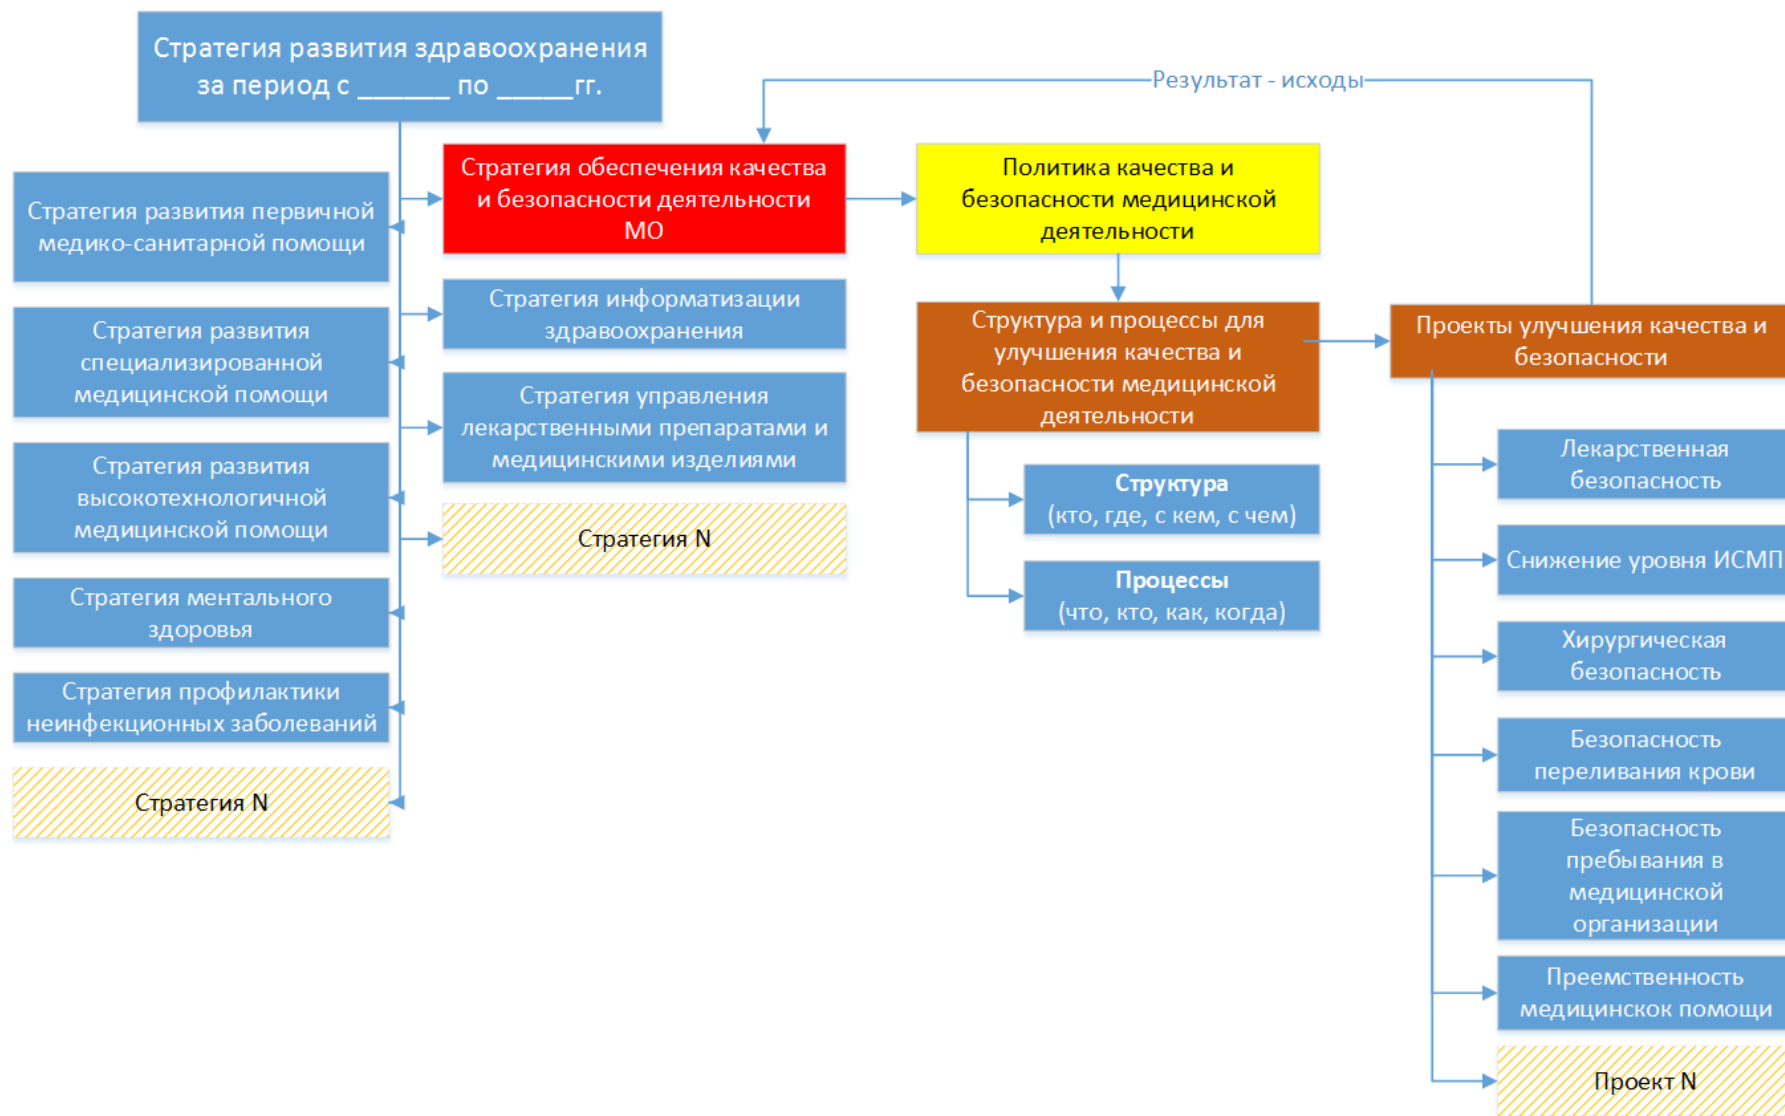 Стратегия развития здравоохранения
за период с ______ по _____гг.
Результат - исходы
Стратегия развития первичной
медико-санитарной помощи
Стратегия развития
специализированной
медицинской помощи
Стратегия развития
высокотехнологичной
медицинской помощи
Стратегия ментального
здоровья
Стратегия профилактики
неинфекционных заболеваний
Стратегия N
Стратегия обеспечения качества
и безопасности деятельности
МО
Стратегия информатизации
здравоохранения
Стратегия управления
лекарственными препаратами и
медицинскими изделиями
Стратегия N
Политика качества и
безопасности медицинской
деятельности
Структура и процессы для
улучшения качества и
безопасности медицинской
деятельности
Структура
(кто, где, с кем, с чем)
Процессы
(что, кто, как, когда)
Проекты улучшения качества и
безопасности
Лекарственная
безопасность
Снижение уровня ИСМП
Хирургическая
безопасность
Безопасность
переливания крови
Безопасность
пребывания в
медицинской
организации
Преемственность
медицинскок помощи
Проект N